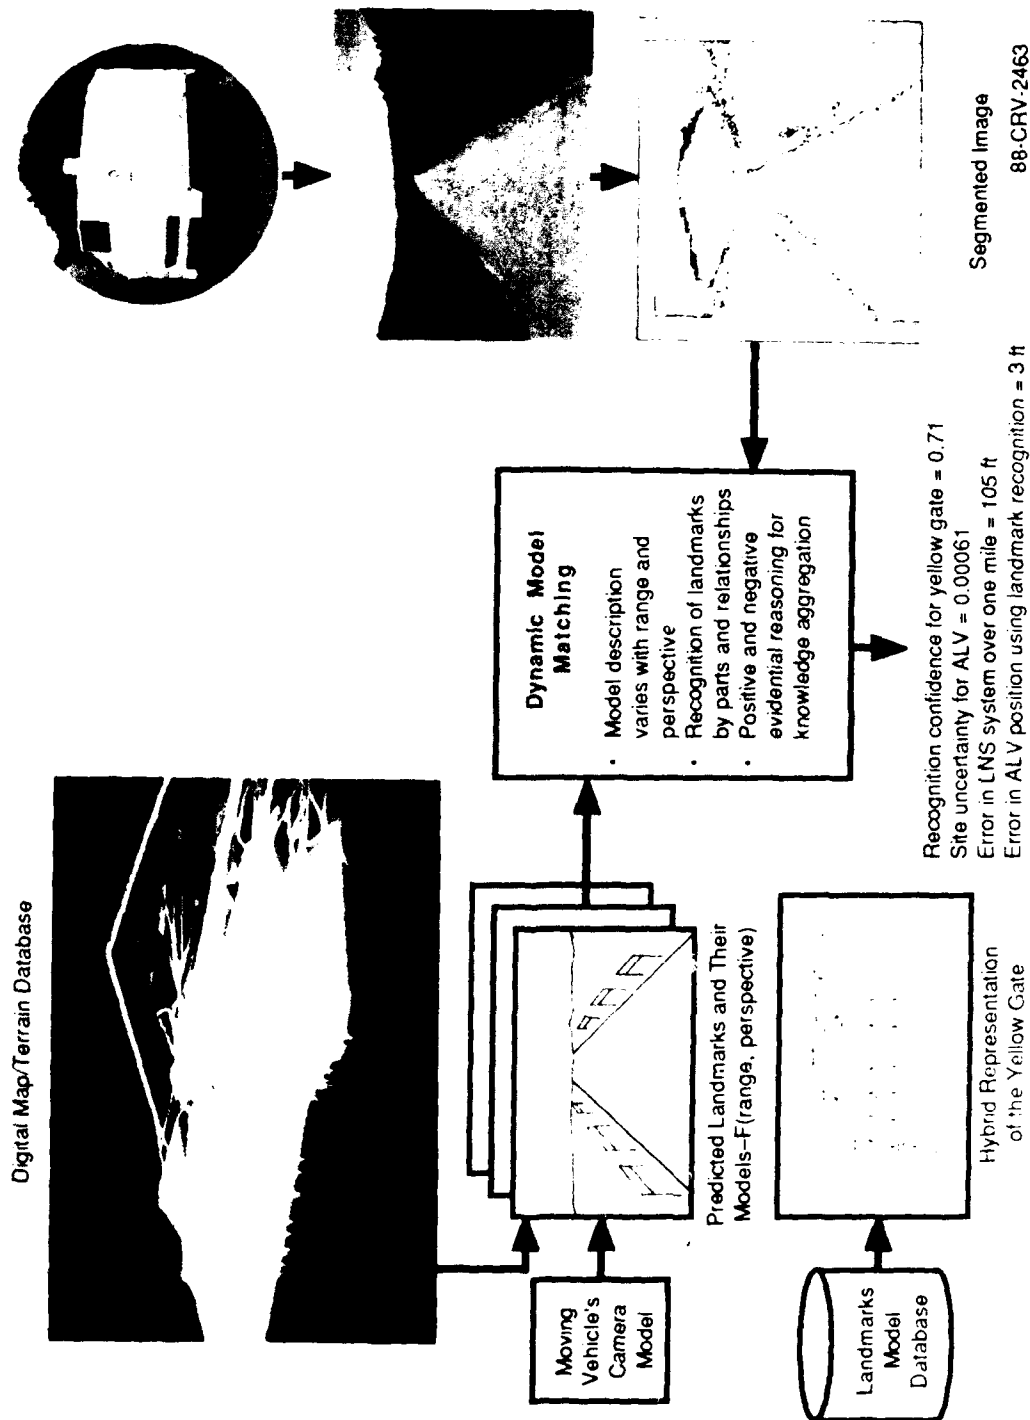 Digital Map/Terrain Database
Moving
Vehicle's
Camera
Model
Predicted Landmarks and Their
Models–F(range, perspective)
Landmarks
Model
Database
Hybrid Representation
of the Yellow Gate
Dynamic Model
Matching
• Model description
varies with range and
perspective
• Recognition of landmarks
by parts and relationships
• Positive and negative
evidential reasoning for
knowledge aggregation
Recognition confidence for yellow gate = 0.71
Site uncertainty for ALV = 0.00061
Error in LNS system over one mile = 105 ft
Error in ALV position using landmark recognition = 3 ft
Segmented Image
88-CRV-2463